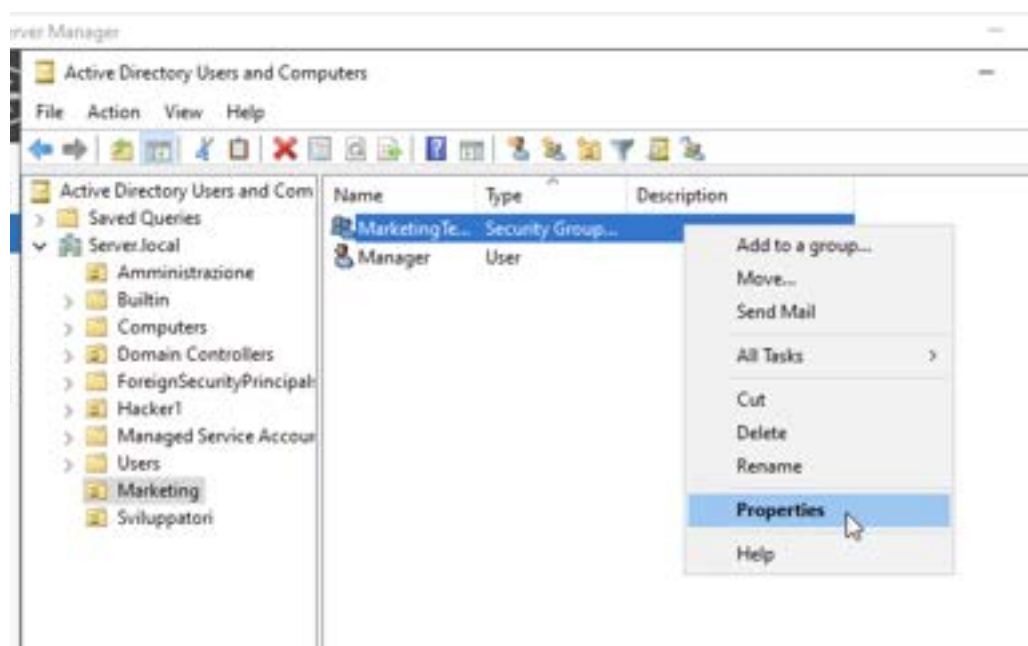 rver Manager
Active Directory Users and Computers
File Action View Help
Active Directory Users and Com
Saved Queries
Server.local
Amministrazione
Builtin
Computers
Domain Controllers
ForeignSecurityPrincipals
Hacker1
Managed Service Accour
Users
Marketing
Sviluppatori
Name Type Description
MarketingTe... Security Group...
Manager User
Add to a group...
Move...
Send Mail
All Tasks
Cut
Delete
Rename
Properties
Help